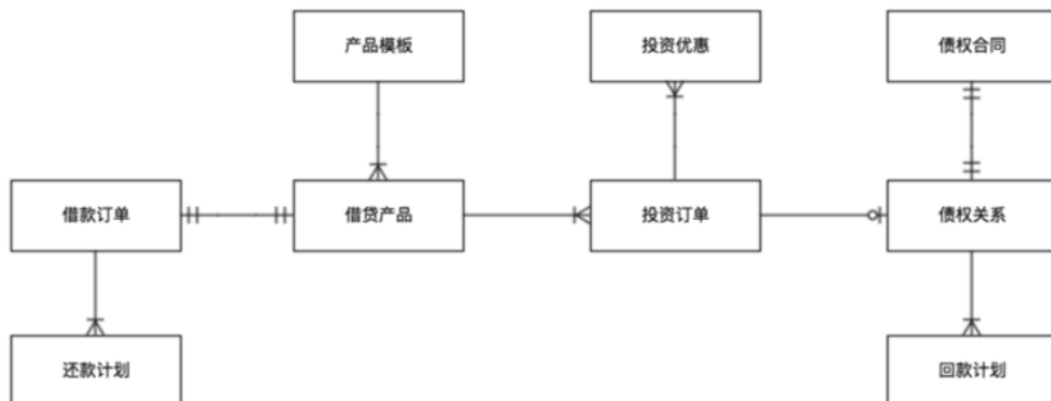 产品模板
投资优惠
债权合同
借款订单
借贷产品
投资订单
债权关系
还款计划
回款计划